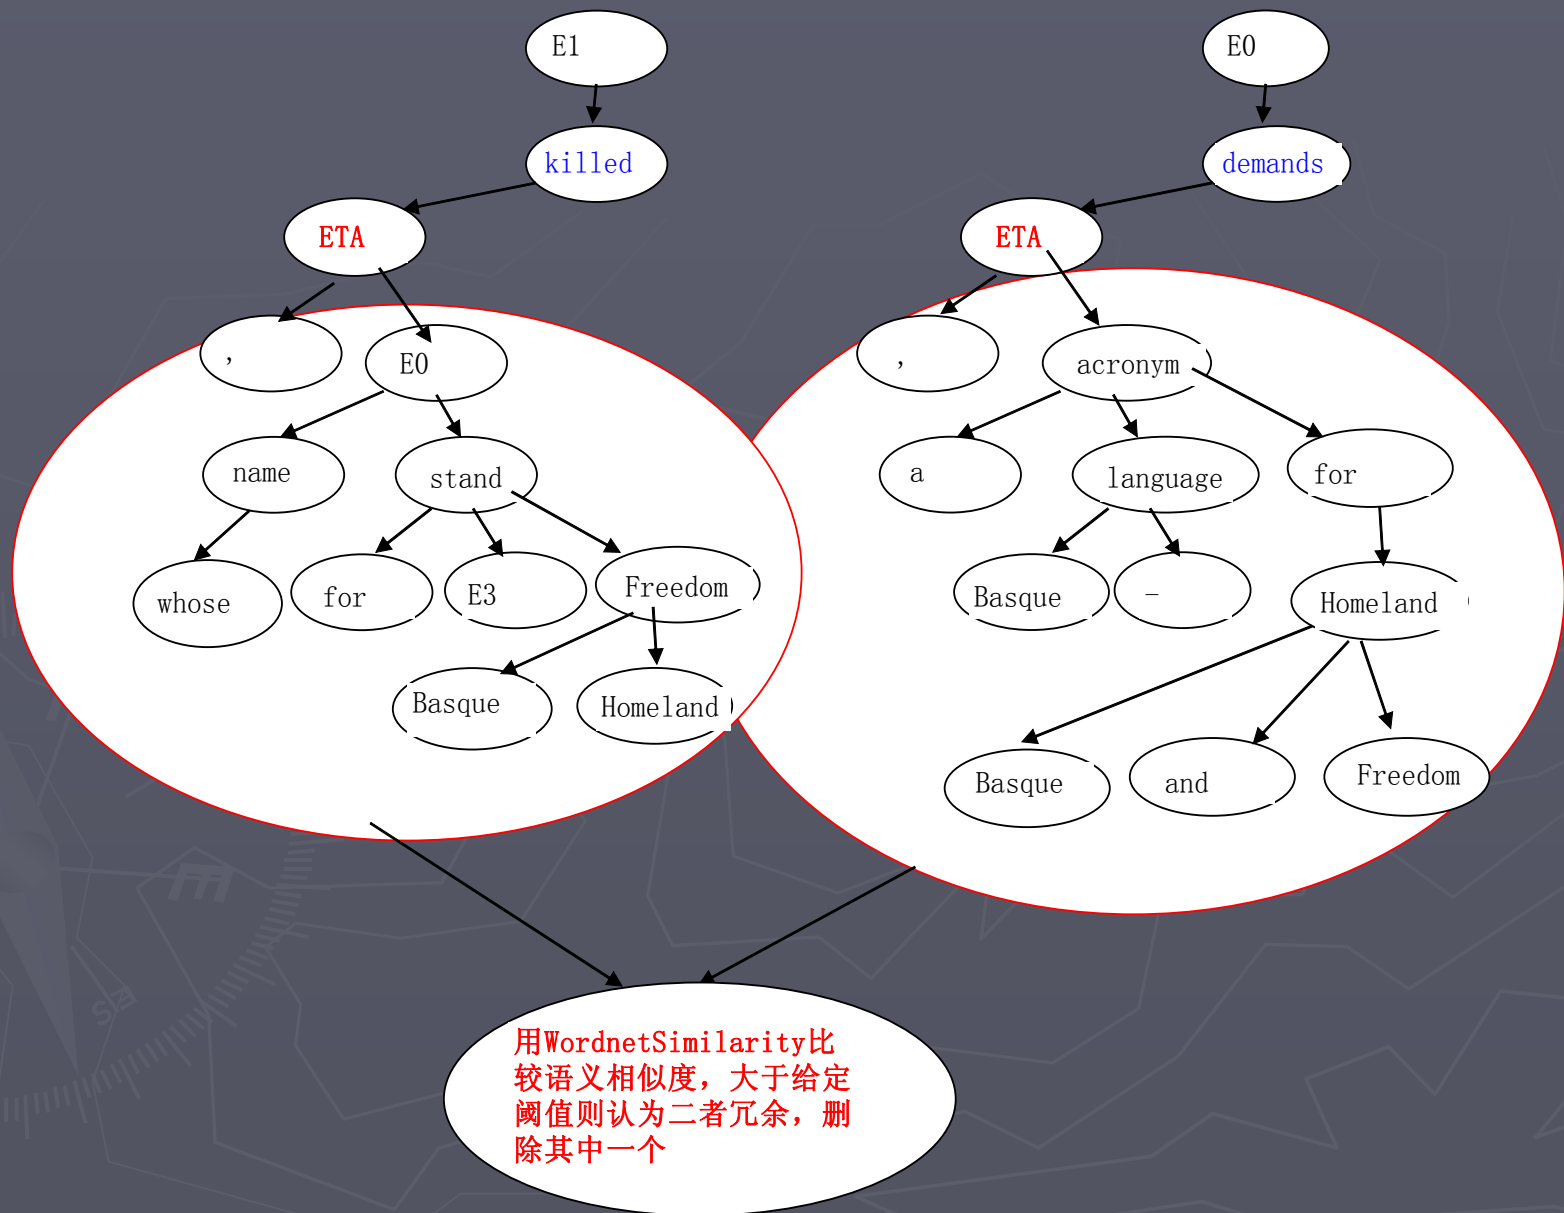 E1
E0
killed
demands
ETA
ETA
,
E0
,
acronym
name
stand
a
language
for
whose
for
E3
Freedom
Basque
-
Homeland
Basque
Homeland
Basque
and
Freedom
用WordnetSimilarity比
较语义相似度，大于给定
阈值则认为二者冗余，删
除其中一个